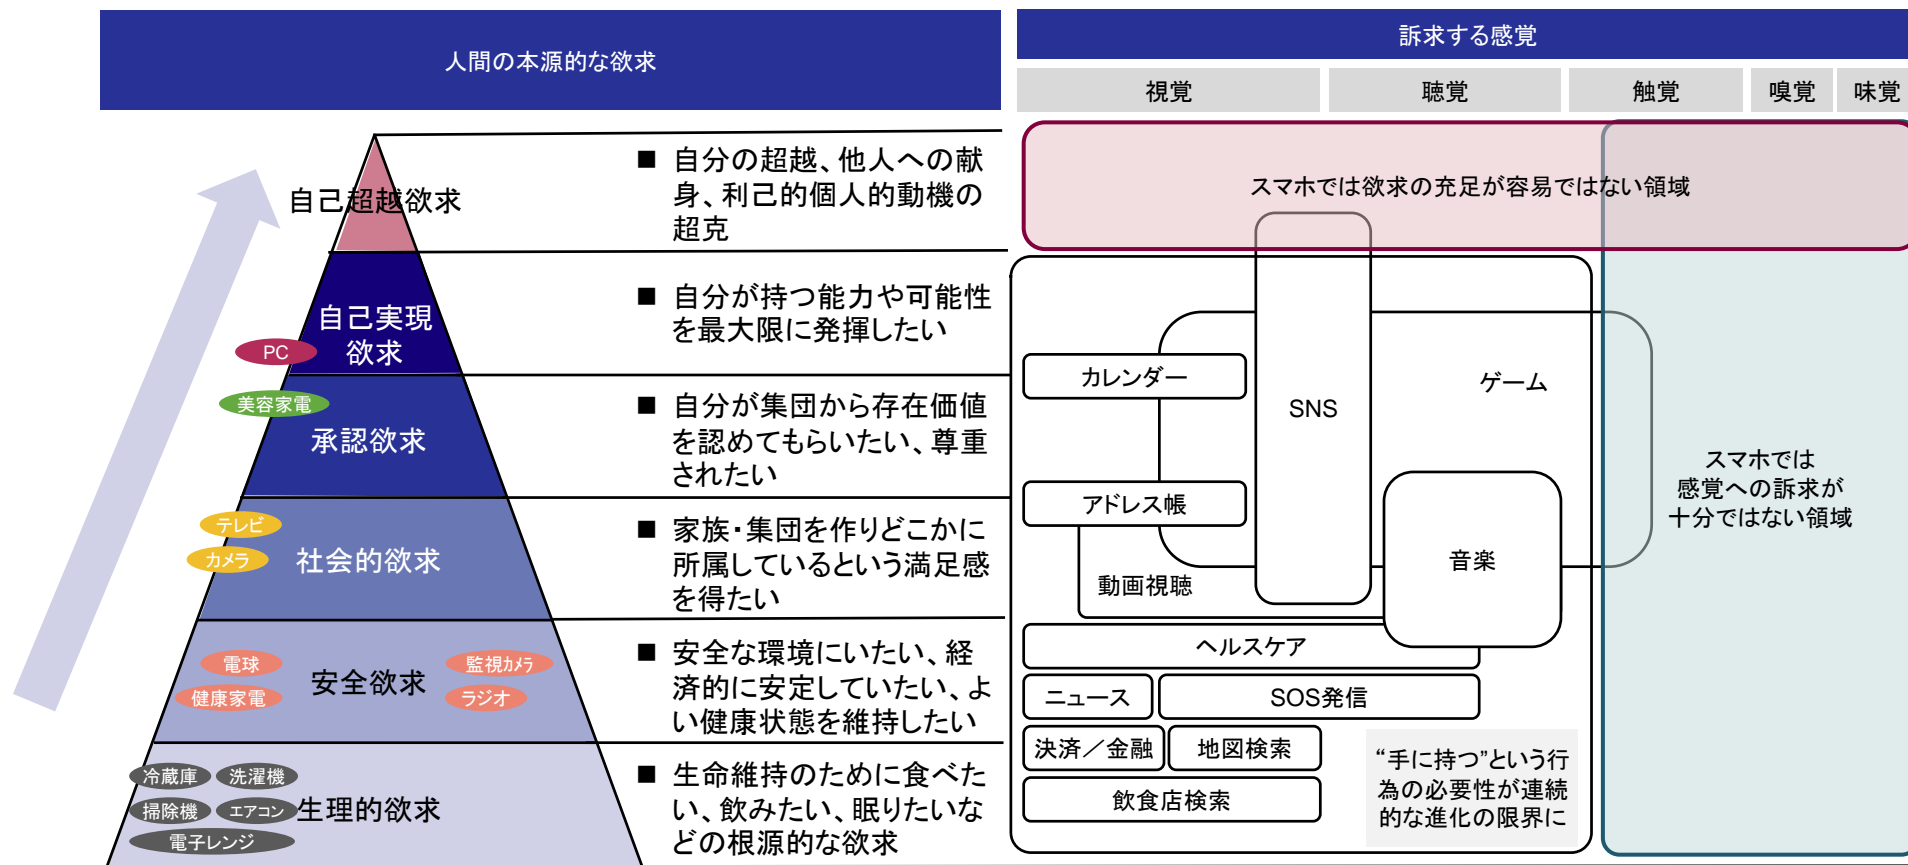 人間の本源的な欲求
訴求する感覚
視覚
聴覚
触覚
嗅覚
味覚
自己超越欲求
■ 自分の超越、他人への献
身、利己的個人的動機の
超克
スマホでは欲求の充足が容易ではない領域
自己実現
欲求
PC
■ 自分が持つ能力や可能性
を最大限に発揮したい
美容家電
承認欲求
■ 自分が集団から存在価値
を認めてもらいたい、尊重
されたい
テレビ
カメラ
社会的欲求
■ 家族・集団を作りどこかに
所属しているという満足感
を得たい
電球
健康家電
安全欲求
監視カメラ
ラジオ
■ 安全な環境にいたい、経
済的に安定していたい、よ
い健康状態を維持したい
冷蔵庫
洗濯機
掃除機
エアコン
電子レンジ
生理的欲求
■ 生命維持のために食べた
い、飲みたい、眠りたいな
どの根源的な欲求
カレンダー
SNS
ゲーム
アドレス帳
動画視聴
音楽
ヘルスケア
ニュース
SOS発信
決済／金融
地図検索
飲食店検索
“手に持つ”という行
為の必要性が連続
的な進化の限界に
スマホでは
感覚への訴求が
十分ではない領域